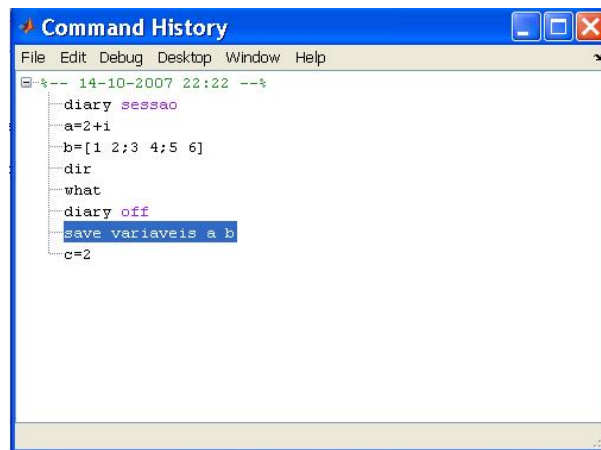 Command History
File Edit Debug Desktop Window Help
%-- 14-10-2007 22:22 --%
diary sessao
a=2+i
b=[1 2;3 4;5 6]
dir
what
diary off
save variaveis a b
c=2